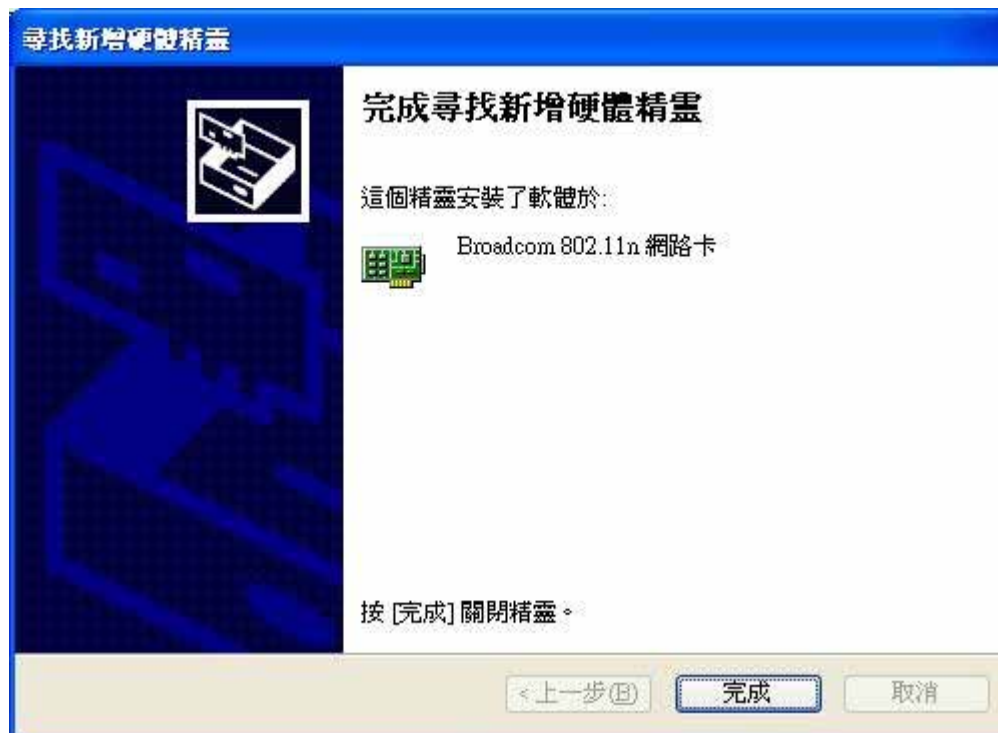 尋找新增硬體精靈
完成尋找新增硬體精靈
這個精靈安裝了軟體於:
Broadcom 802.11n 網路卡
按 [完成] 關閉精靈。
<上一步(B)
完成
取消